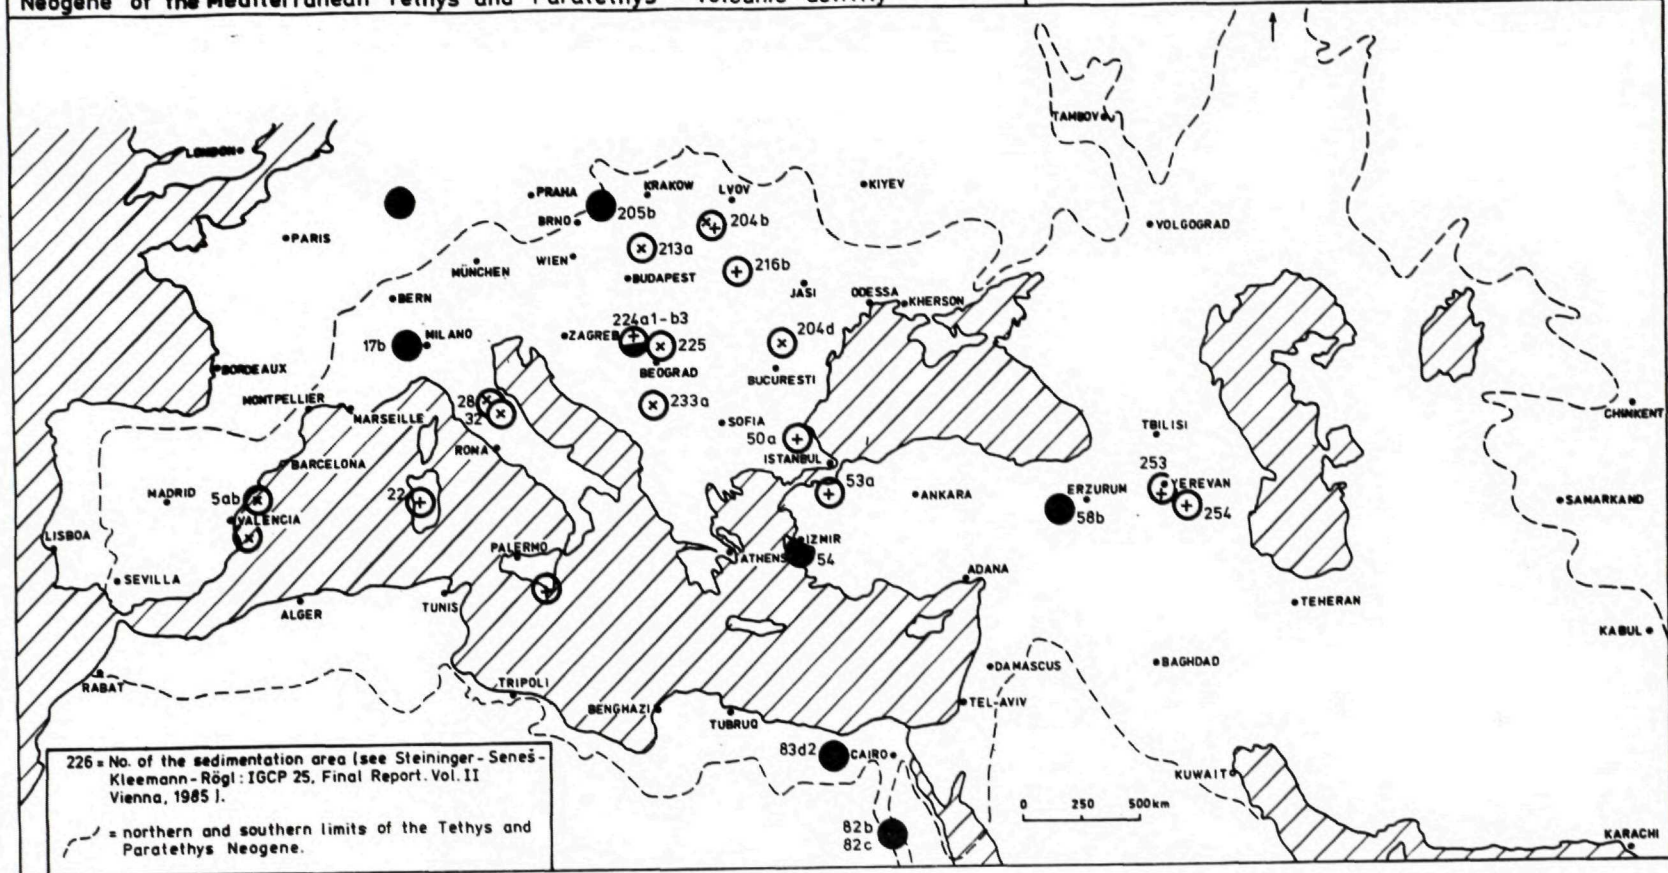 Neogene of the Mediterranean Tethys and Paratethys
TAMBOV
LONDON
PRAHA
KRAKOW
LVOV
KIYEV
205b
204b
BRNO
VOLGOGRAD
PARIS
213a
WIEN
216b
MÜNCHEN
BUDAPEST
JASI
ODESSA
KHERSON
BERN
224a1-b3
204d
ZAGREB
MILANO
17b
225
BEOGRAD
BORDEAUX
BUCURESTI
MONTPELLIER
28
233a
CHIMKENT
MARSEILLE
32
SOFIA
TBILISI
50a
ROMA
ISTANBUL
BARCELONA
253
53a
YEREVAN
MADRID
5ab
22
ANKARA
ERZURUM
SAMARKAND
VALENCIA
58b
254
LISBOA
PALERMO
IZMIR
ATHENS
54
SEVILLA
ADANA
TEHERAN
ALGER
TUNIS
KABUL
DAMASCUS
BAGHDAD
RABAT
TRIPOLI
BENGHAZI
TEL-AVIV
TUBRUQ
83d2
CAIRO
KUWAIT
226 = No. of the sedimentation area (see Steininger-Seneš-
Kleemann-Rögl: IGCP 25, Final Report. Vol. II
Vienna, 1985).
0 250 500km
= northern and southern limits of the Tethys and
Paratethys Neogene.
82b
82c
KARACHI